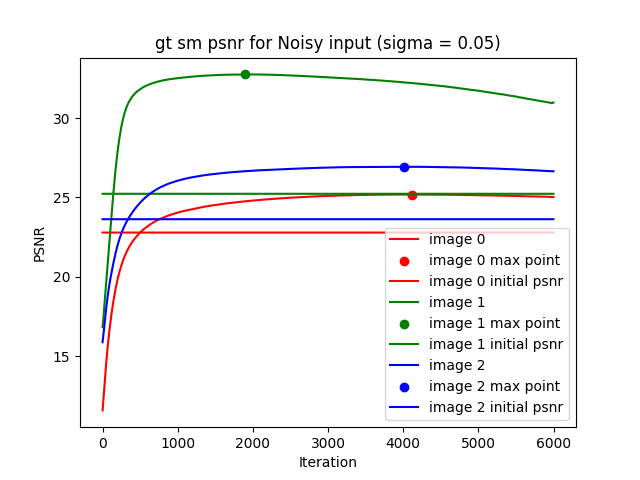 gt sm psnr for Noisy input (sigma = 0.05)
PSNR
30
25
20
15
image 0
image 0 max point
image 0 initial psnr
image 1
image 1 max point
image 1 initial psnr
image 2
image 2 max point
image 2 initial psnr
0 1000 2000 3000 4000 5000 6000
Iteration